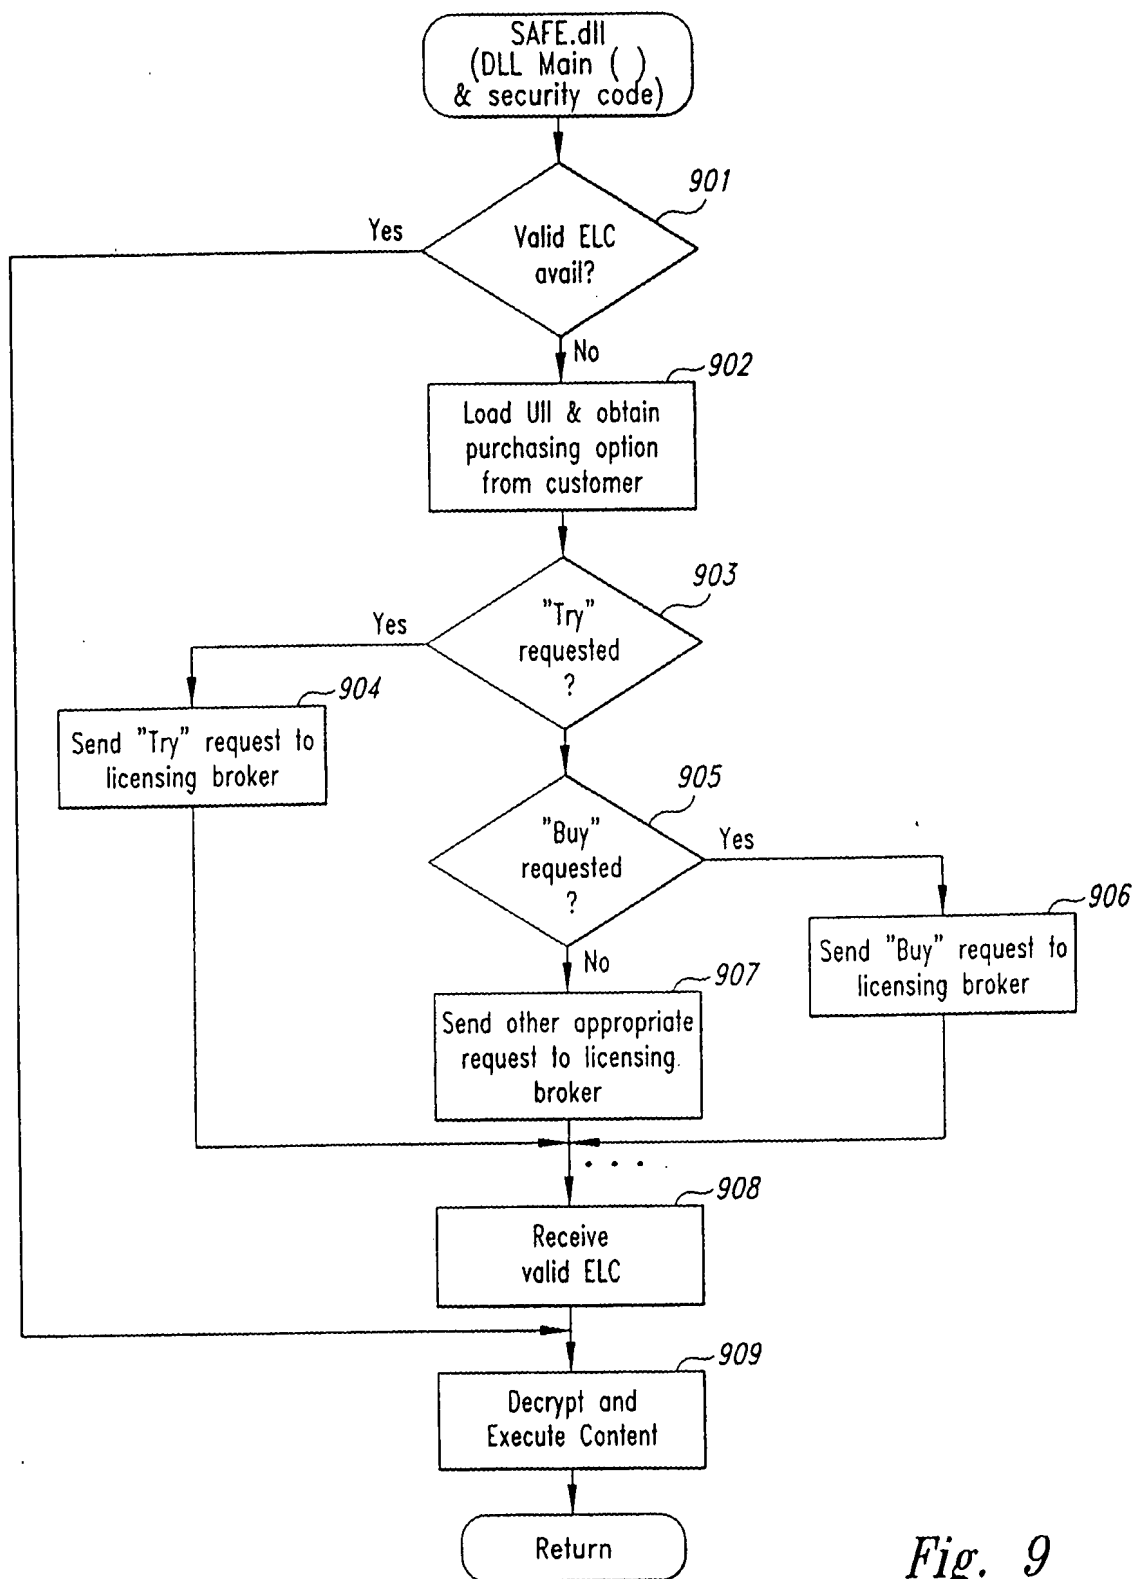 SAFE.dll
(DLL Main ( )
& security code)
901
Yes
Valid ELC
avail?
No
902
Load UII & obtain
purchasing option
from customer
903
Yes
"Try"
requested
?
904
Send "Try" request to
licensing broker
905
"Buy"
requested
?
Yes
906
Send "Buy" request to
licensing broker
No
907
Send other appropriate
request to licensing
broker
. . .
908
Receive
valid ELC
909
Decrypt and
Execute Content
Return
Fig. 9